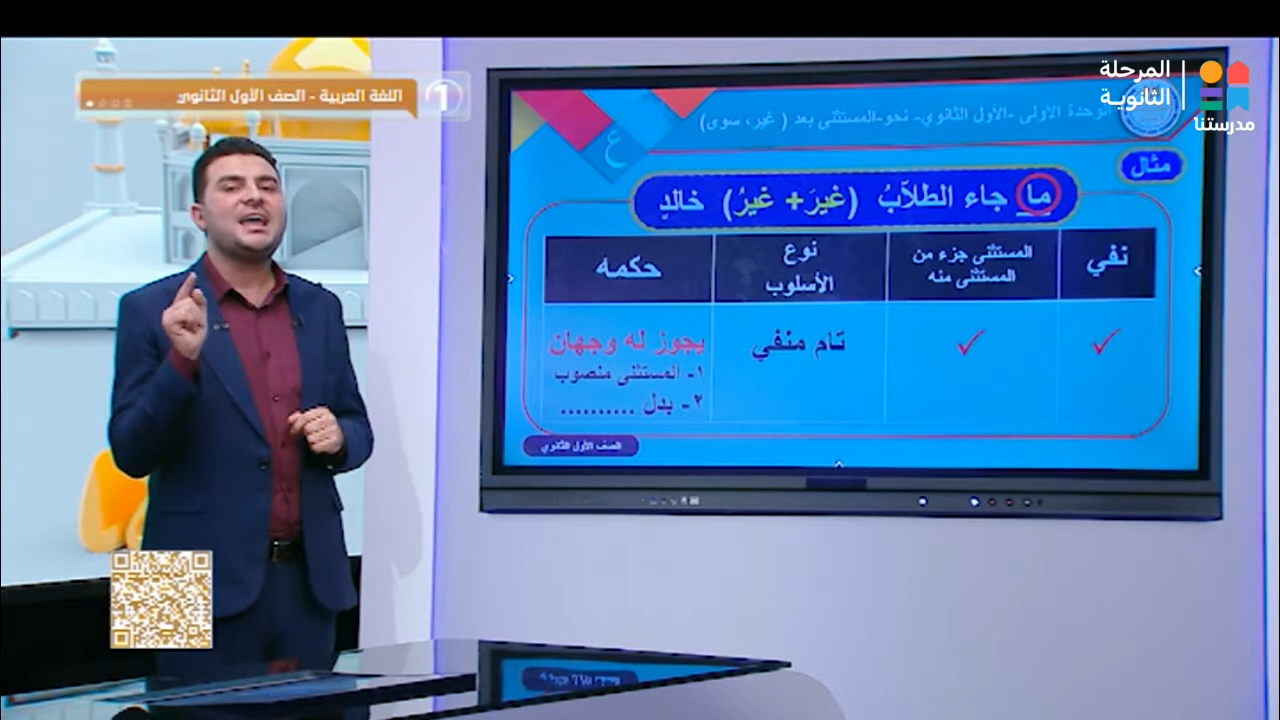 المرحلة
الثانوية
مدرستنا
1
اللغة العربية - الصف الأول الثانوي
الوحدة الأولى -الأول الثانوي- نحو-المستثنى بعد ( غير، سوى)
ع
مثال
ما جاء الطلاّبُ (غيرَ+ غيرُ) خالدٍ
نفي
المستثنى جزء من
المستثنى منه
نوع
الأسلوب
حكمه
✓
✓
تام منفي
يجوز له وجهان
١- المستثنى منصوب
٢- بدل ..........
الصف الأول الثانوي